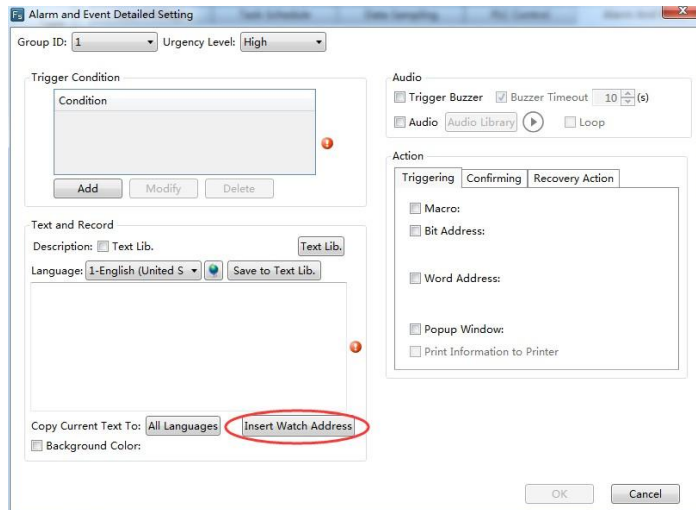 Fs Alarm and Event Detailed Setting
Group ID: 1 Urgency Level: High
Trigger Condition
Condition
Add Modify Delete
Text and Record
Description: Text Lib. Text Lib.
Language: 1-English (United S Save to Text Lib.
Copy Current Text To: All Languages Insert Watch Address
Background Color:
Audio
Trigger Buzzer Buzzer Timeout 10 (s)
Audio Audio Library Loop
Action
Triggering Confirming Recovery Action
Macro:
Bit Address:
Word Address:
Popup Window:
Print Information to Printer
OK Cancel